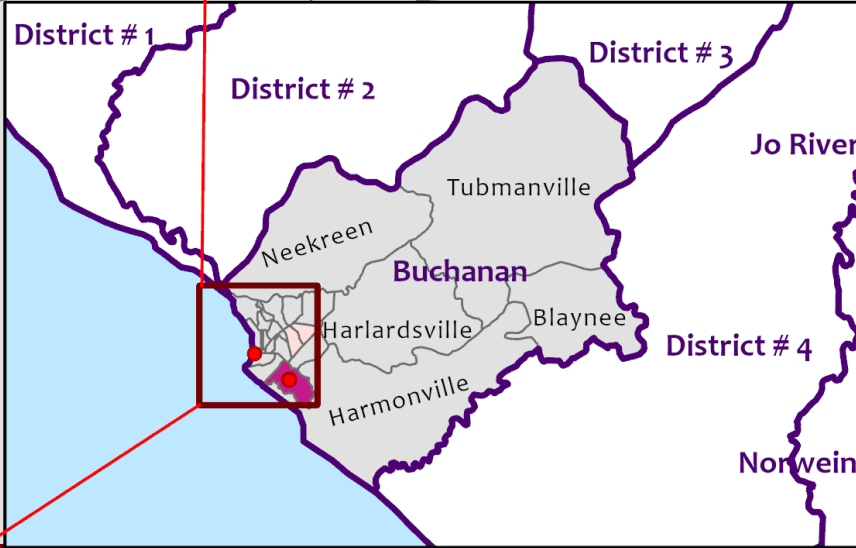 District # 1
District # 3
District # 2
Jo River
Tubmanville
Neekreen
Buchanan
Blaynee
Harlardsville
District # 4
Harmonville
Norwein